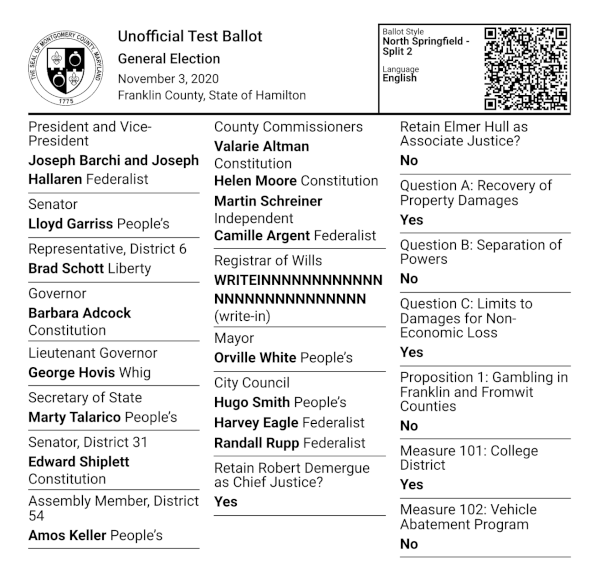 THE SEAL OF MONTGOMERY COUNTY, MARYLAND
1775
Unofficial Test Ballot
General Election
November 3, 2020
Franklin County, State of Hamilton
Ballot Style
North Springfield -
Split 2
Language
English
President and Vice-
President
Joseph Barchi and Joseph
Hallaren Federalist
Senator
Lloyd Garriss People's
Representative, District 6
Brad Schott Liberty
Governor
Barbara Adcock
Constitution
Lieutenant Governor
George Hovis Whig
Secretary of State
Marty Talarico People's
Senator, District 31
Edward Shiplett
Constitution
Assembly Member, District
54
Amos Keller People's
County Commissioners
Valarie Altman
Constitution
Helen Moore Constitution
Martin Schreiner
Independent
Camille Argent Federalist
Registrar of Wills
WRITEINNNNNNNNNNNNN
NNNNNNNNNNNNNNN
(write-in)
Mayor
Orville White People's
City Council
Hugo Smith People's
Harvey Eagle Federalist
Randall Rupp Federalist
Retain Robert Demergue
as Chief Justice?
Yes
Retain Elmer Hull as
Associate Justice?
No
Question A: Recovery of
Property Damages
Yes
Question B: Separation of
Powers
No
Question C: Limits to
Damages for Non-
Economic Loss
Yes
Proposition 1: Gambling in
Franklin and Fromwit
Counties
No
Measure 101: College
District
Yes
Measure 102: Vehicle
Abatement Program
No